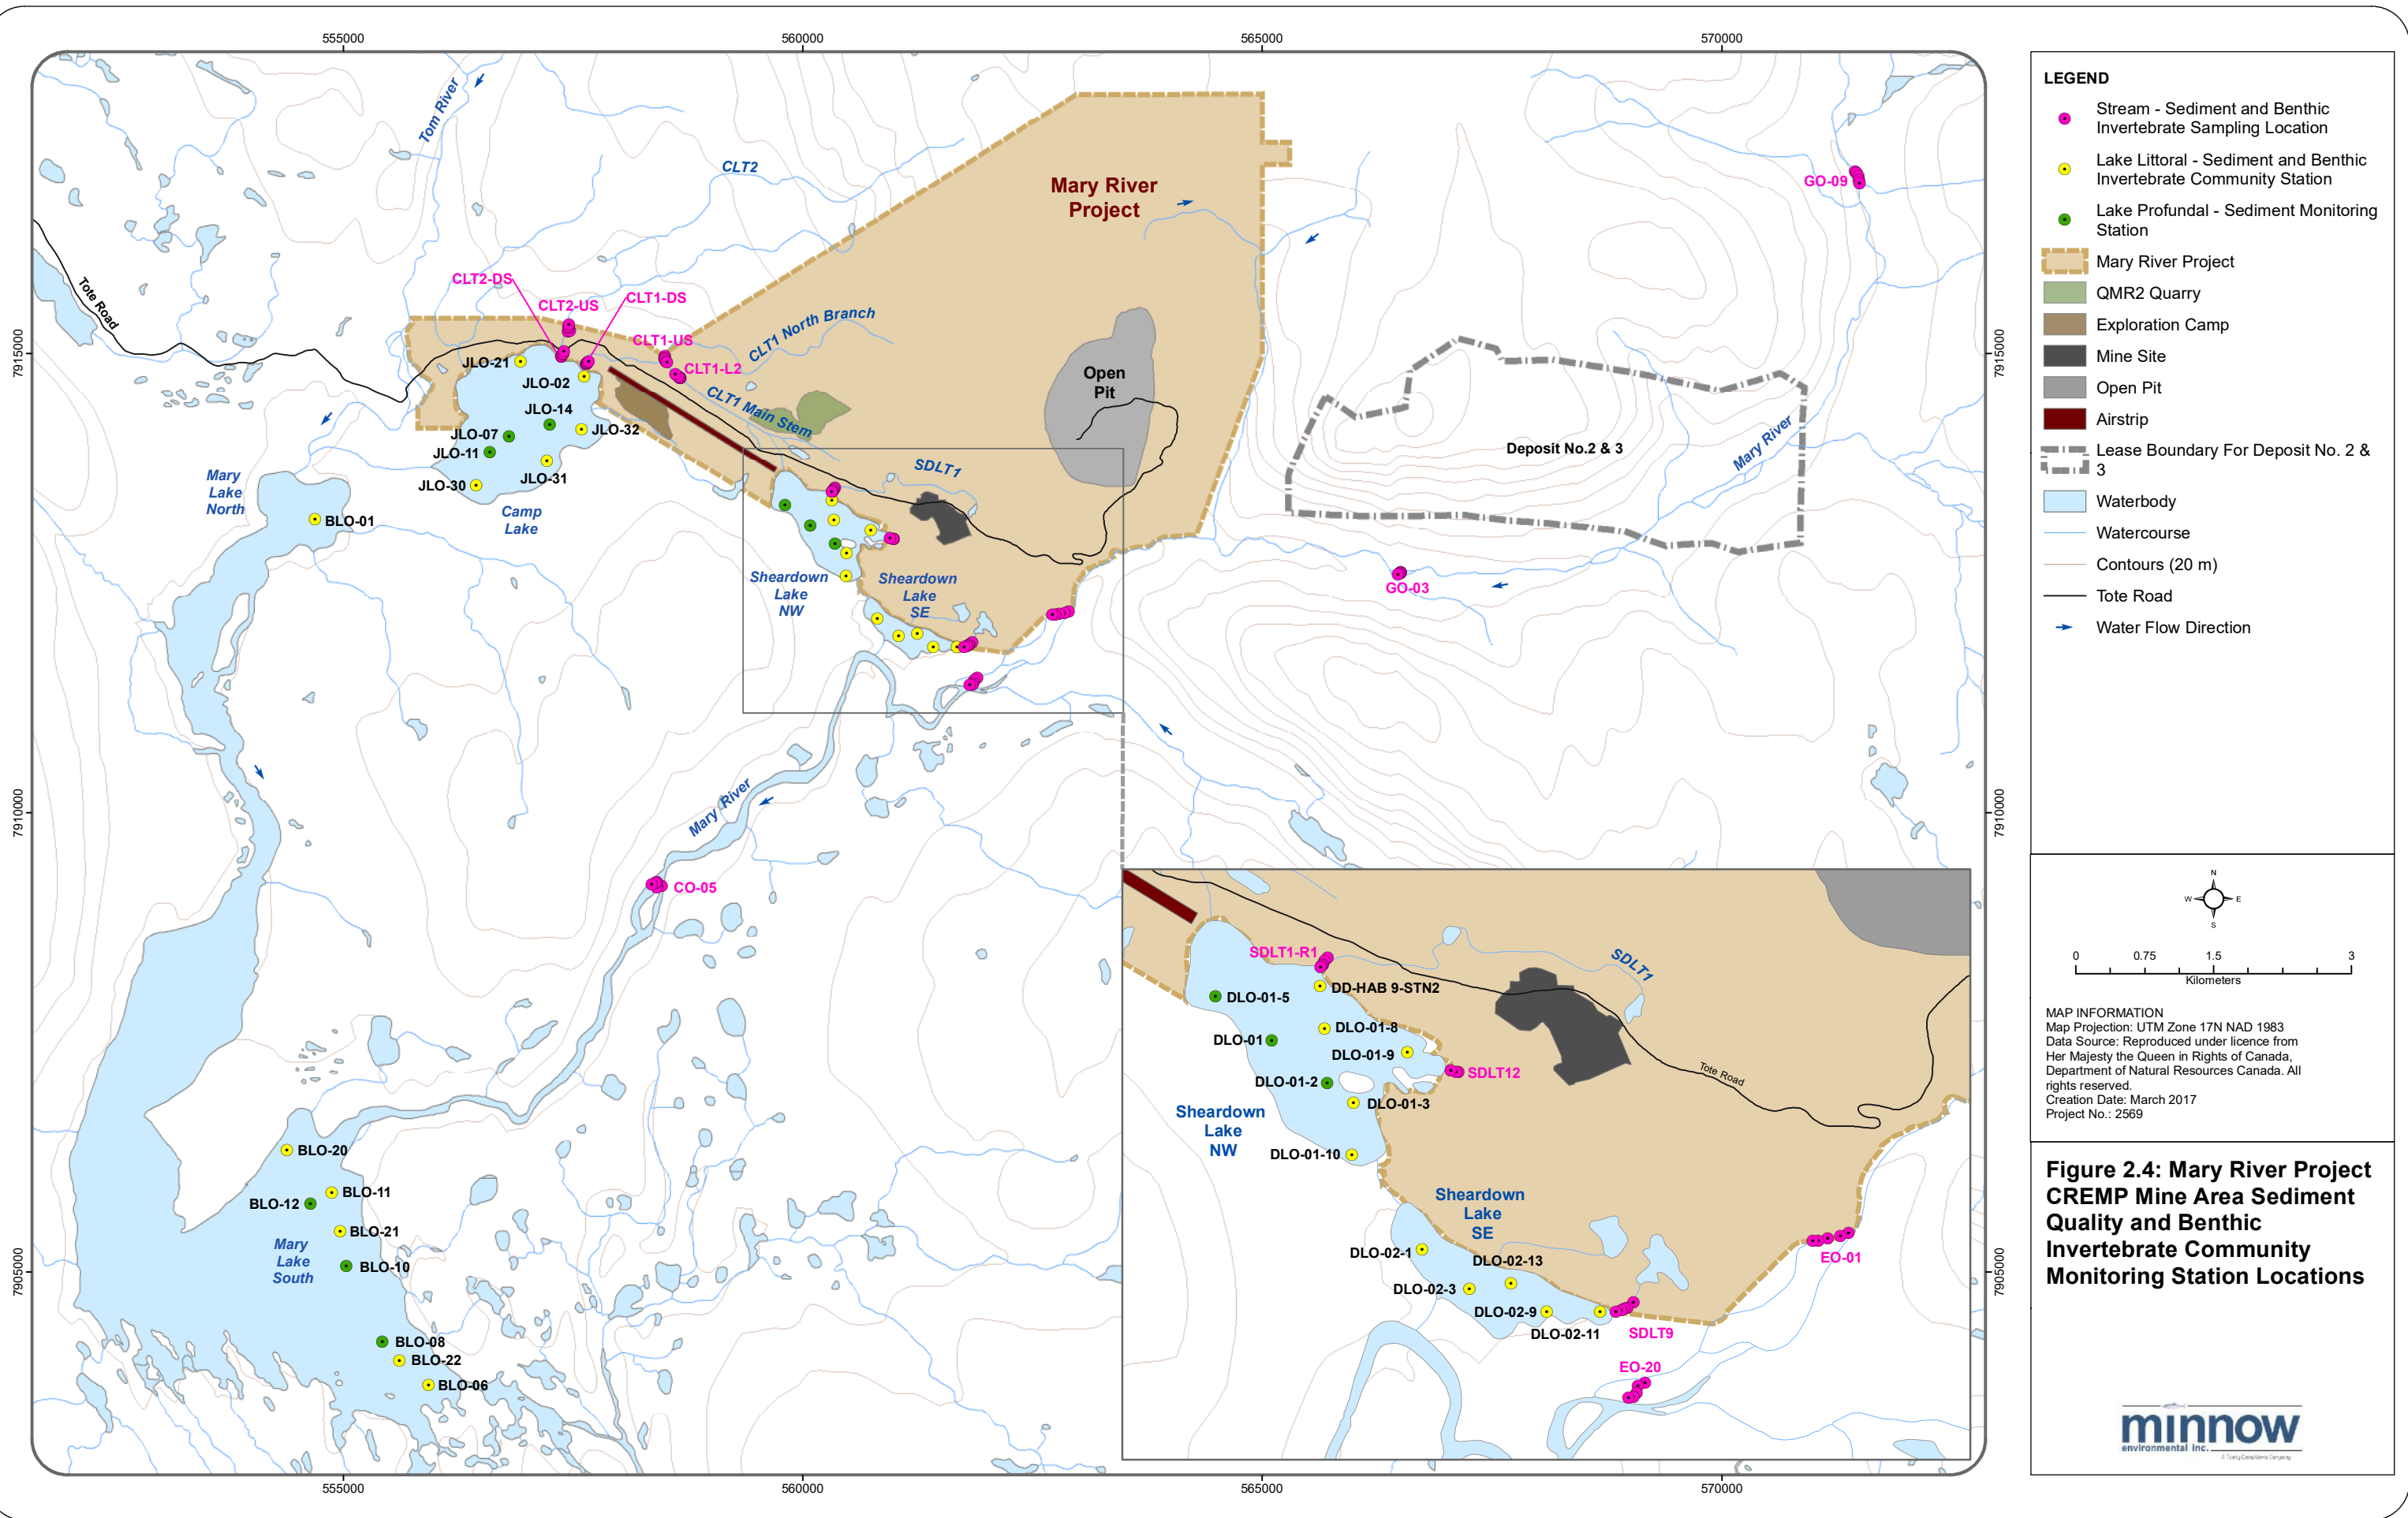 555000
560000
565000
570000
7915000
7910000
7905000
7915000
7910000
7905000
555000
560000
565000
570000
Tom River
CLT2
Mary River
Project
GO-09
Tote Road
CLT2-DS
CLT2-US
CLT1-DS
CLT1-US
CLT1-L2
CLT1 North Branch
CLT1 Main Stem
JLO-21
JLO-02
JLO-14
JLO-32
JLO-07
JLO-11
JLO-31
JLO-30
Camp
Lake
Mary
Lake
North
BLO-01
Open
Pit
Deposit No.2 & 3
Mary River
SDLT1
Sheardown
Lake
NW
Sheardown
Lake
SE
GO-03
Mary River
CO-05
BLO-20
BLO-11
BLO-12
BLO-21
Mary
Lake
South
BLO-10
BLO-08
BLO-22
BLO-06
SDLT1-R1
SDLT1
DD-HAB 9-STN2
DLO-01-5
DLO-01-8
DLO-01
DLO-01-9
SDLT12
Tote Road
DLO-01-2
DLO-01-3
Sheardown
Lake
NW
DLO-01-10
Sheardown
Lake
SE
DLO-02-1
DLO-02-13
EO-01
DLO-02-3
DLO-02-9
DLO-02-11
SDLT9
EO-20
LEGEND
Stream - Sediment and Benthic
Invertebrate Sampling Location
Lake Littoral - Sediment and Benthic
Invertebrate Community Station
Lake Profundal - Sediment Monitoring
Station
Mary River Project
QMR2 Quarry
Exploration Camp
Mine Site
Open Pit
Airstrip
Lease Boundary For Deposit No. 2 &
3
Waterbody
Watercourse
Contours (20 m)
Tote Road
Water Flow Direction
N
W E
S
0 0.75 1.5 3
Kilometers
MAP INFORMATION
Map Projection: UTM Zone 17N NAD 1983
Data Source: Reproduced under licence from
Her Majesty the Queen in Rights of Canada,
Department of Natural Resources Canada. All
rights reserved.
Creation Date: March 2017
Project No.: 2569
Figure 2.4: Mary River Project
CREMP Mine Area Sediment
Quality and Benthic
Invertebrate Community
Monitoring Station Locations
minnow
environmental inc.